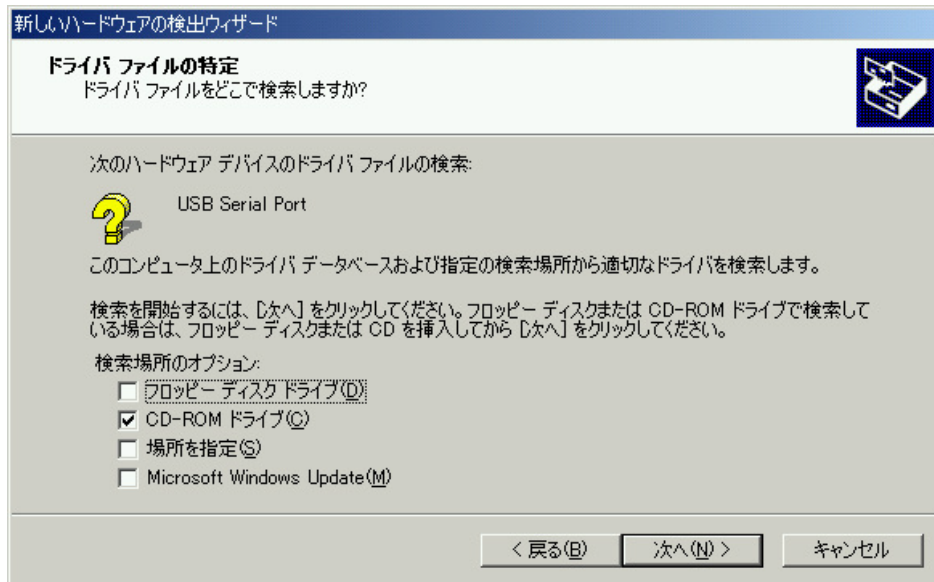 新しいハードウェアの検出ウィザード
ドライバ ファイルの特定
ドライバ ファイルをどこで検索しますか?
次のハードウェア デバイスのドライバ ファイルの検索:
USB Serial Port
このコンピュータ上のドライバ データベースおよび指定の検索場所から適切なドライバを検索します。
検索を開始するには、[次へ] をクリックしてください。フロッピー ディスクまたは CD-ROM ドライブで検索して
いる場合は、フロッピー ディスクまたは CD を挿入してから [次へ] をクリックしてください。
検索場所のオプション:
フロッピー ディスク ドライブ(D)
CD-ROM ドライブ(C)
場所を指定(S)
Microsoft Windows Update(M)
< 戻る(B) 次へ(N) > キャンセル